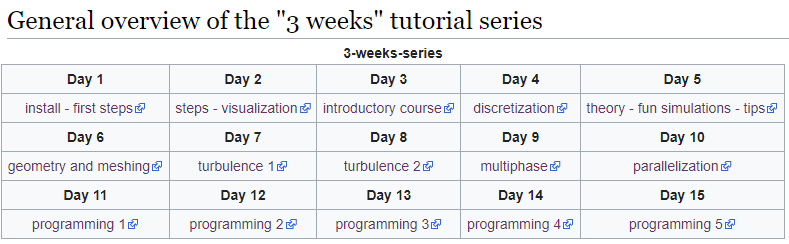 General overview of the "3 weeks" tutorial series
3-weeks-series
Day 1 Day 2 Day 3 Day 4 Day 5
install - first steps steps - visualization introductory course discretization theory - fun simulations - tips
Day 6 Day 7 Day 8 Day 9 Day 10
geometry and meshing turbulence 1 turbulence 2 multiphase parallelization
Day 11 Day 12 Day 13 Day 14 Day 15
programming 1 programming 2 programming 3 programming 4 programming 5